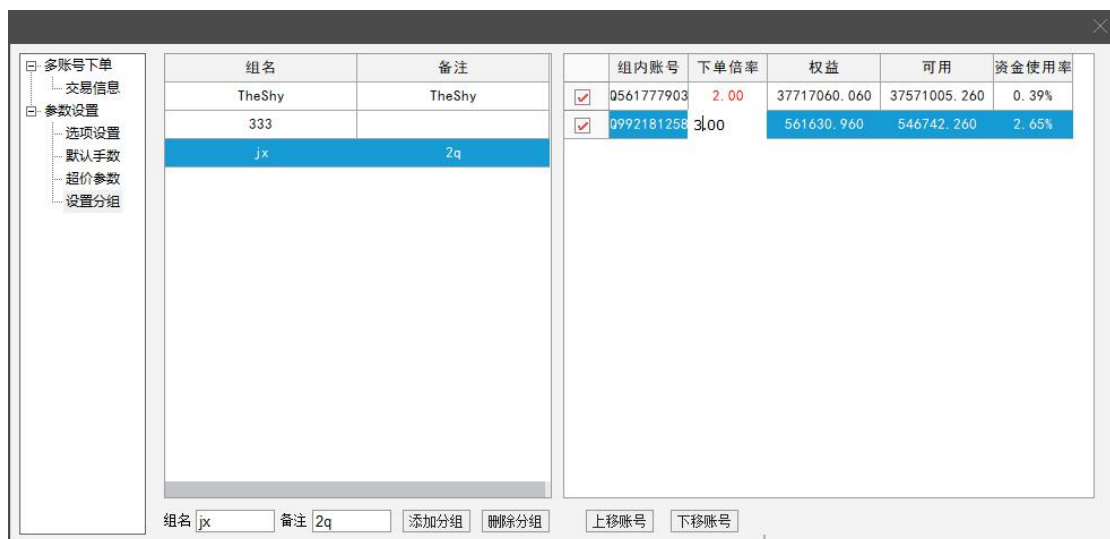 多账号下单
交易信息
参数设置
选项设置
默认手数
超价参数
设置分组
组名 备注
TheShy TheShy
333
jx 2q
组内账号 下单倍率 权益 可用 资金使用率
Q561777903 2.00 37717060.060 37571005.260 0.39%
Q992181258 3.00 561630.960 546742.260 2.65%
组名 jx 备注 2q 添加分组 删除分组 上移账号 下移账号